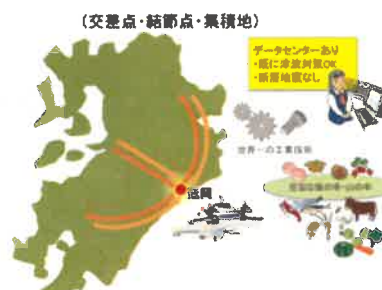 （交差点・結節点・集積地）
データセンターあり
・既に津波対策OK
・断層地震なし
世界一の工業技術
延岡